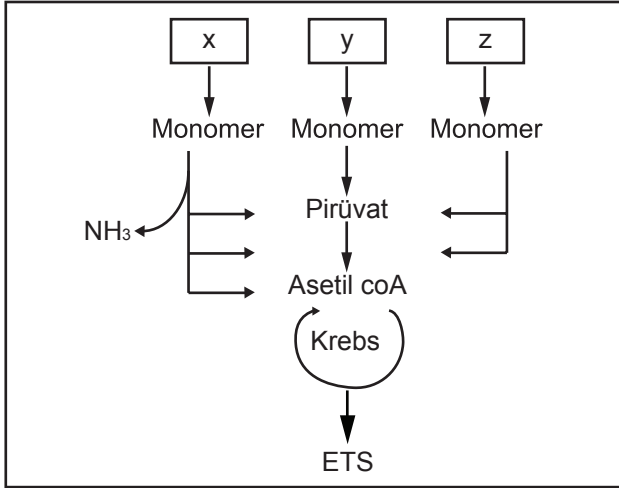 x y z
Monomer Monomer Monomer
Pirüvat
NH₃
Asetil coA
Krebs
ETS